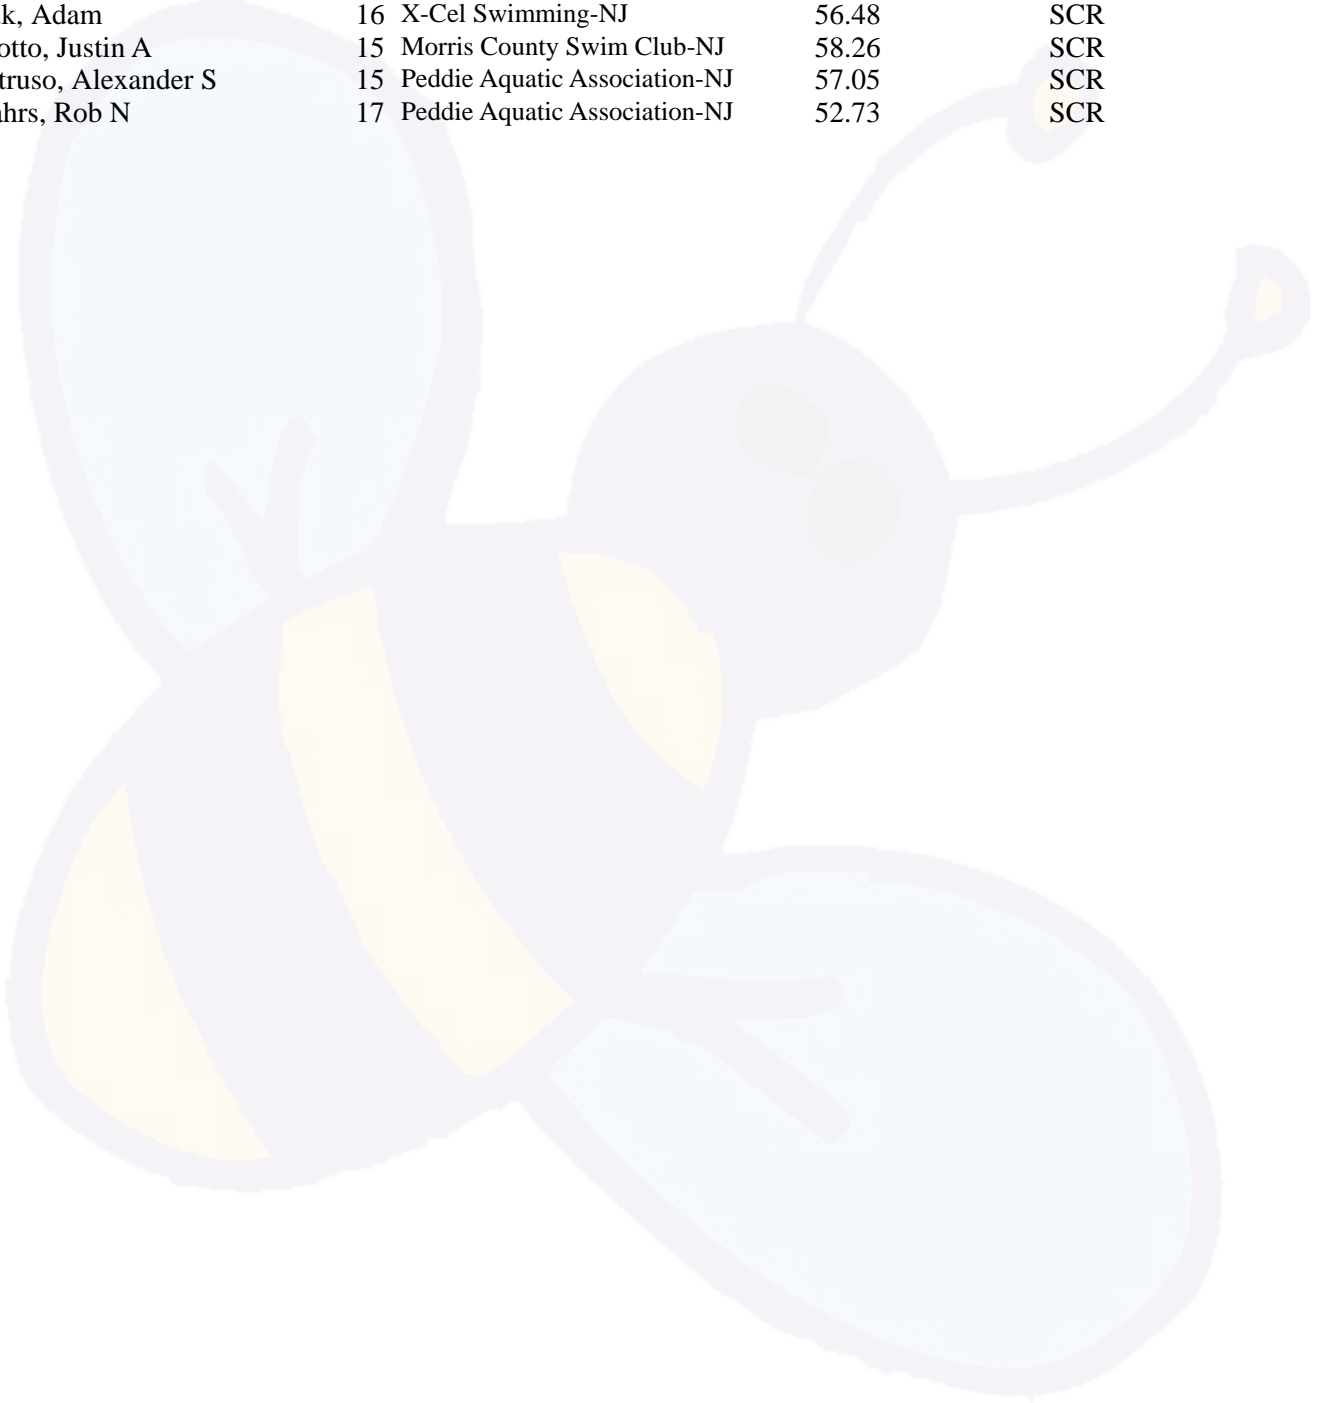 k, Adam 16 X-Cel Swimming-NJ 56.48 SCR
otto, Justin A 15 Morris County Swim Club-NJ 58.26 SCR
truso, Alexander S 15 Peddie Aquatic Association-NJ 57.05 SCR
ahrs, Rob N 17 Peddie Aquatic Association-NJ 52.73 SCR